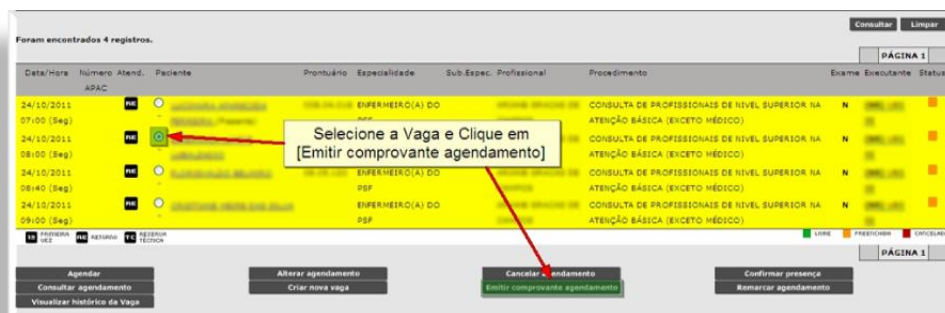 Consultar Limpar
Foram encontrados 4 registros.
PÁGINA 1
Data/Hora Número Atend. Paciente Prontuário Especialidade Sub.Espec. Profissional Procedimento Exame Executante Status
APAC
24/10/2011 RE ENFERMEIRO(A) DO CONSULTA DE PROFISSIONAIS DE NIVEL SUPERIOR NA N
07:00 (Seg) PSF ATENÇÃO BÁSICA (EXCETO MÉDICO)
24/10/2011 RE CONSULTA DE PROFISSIONAIS DE NIVEL SUPERIOR NA N
08:00 (Seg) ATENÇÃO BÁSICA (EXCETO MÉDICO)
Selecione a Vaga e Clique em
[Emitir comprovante agendamento]
24/10/2011 RE CONSULTA DE PROFISSIONAIS DE NIVEL SUPERIOR NA N
08:40 (Seg) ATENÇÃO BÁSICA (EXCETO MÉDICO)
24/10/2011 RE ENFERMEIRO(A) DO CONSULTA DE PROFISSIONAIS DE NIVEL SUPERIOR NA N
09:00 (Seg) PSF ATENÇÃO BÁSICA (EXCETO MÉDICO)
PRIMEIRA VEZ RE RETORNO TÉCNICA LIVRE PREENCHIDA CANCELADA
PÁGINA 1
Agendar Alterar agendamento Cancelar agendamento Confirmar presença
Consultar agendamento Criar nova vaga Emitir comprovante agendamento Remarcar agendamento
Visualizar histórico da Vaga